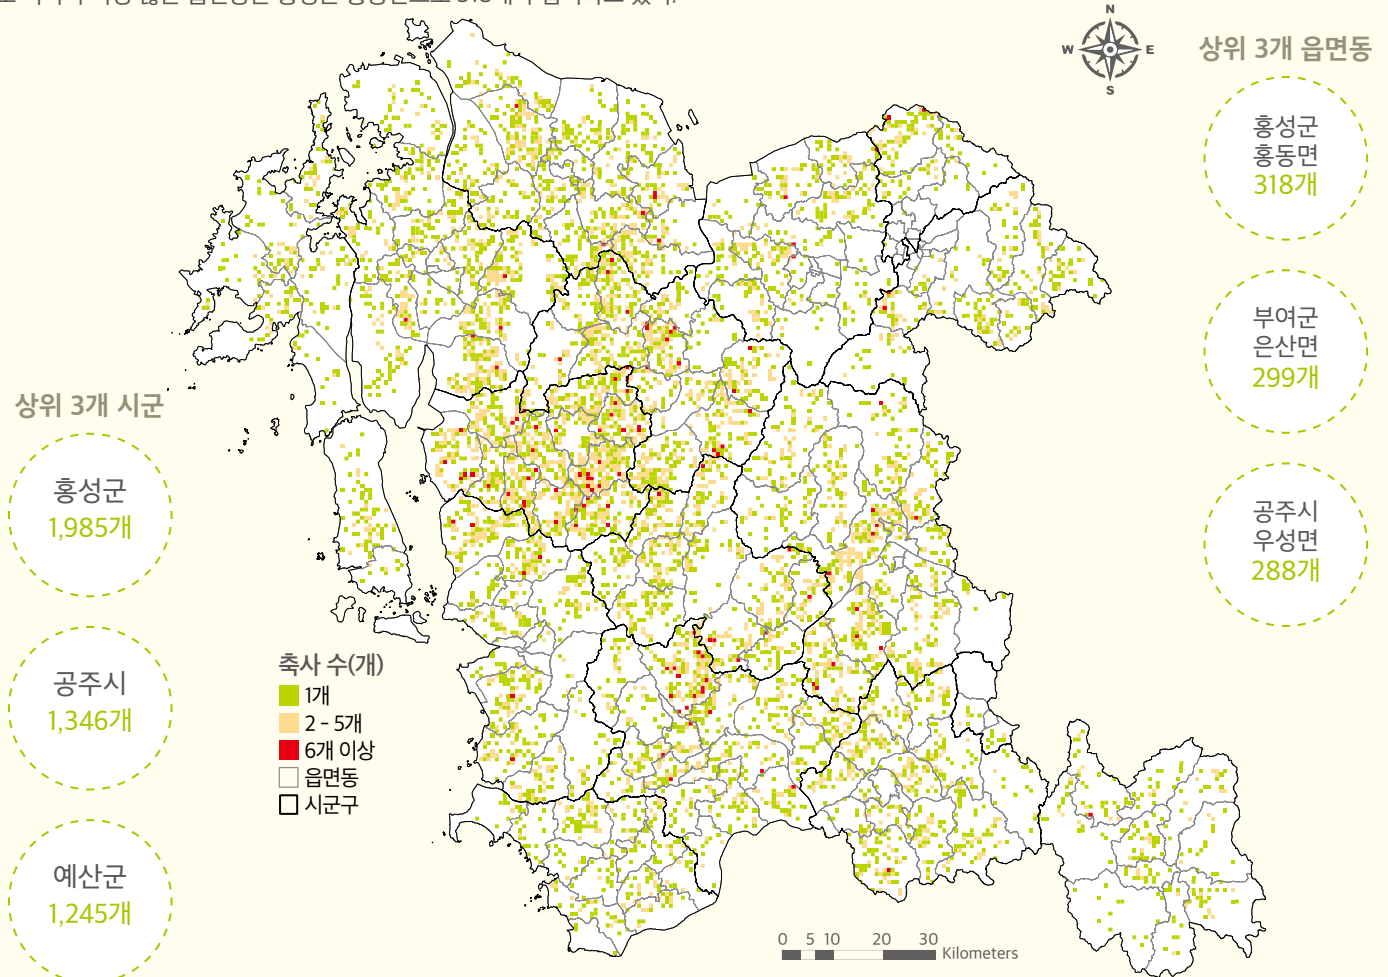 N
W
E
S
상위 3개 읍면동
홍성군
홍동면
318개
부여군
은산면
299개
공주시
우성면
288개
상위 3개 시군
홍성군
1,985개
공주시
1,346개
예산군
1,245개
축사 수(개)
1개
2 - 5개
6개 이상
읍면동
시군구
0 5 10 20 30
Kilometers